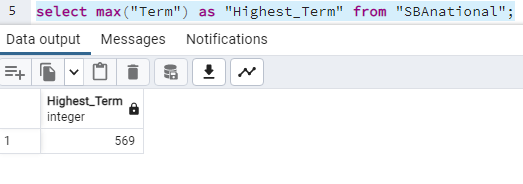 5 select max("Term") as "Highest_Term" from "SBAnational";
Data output Messages Notifications
Highest_Term
integer
1 569